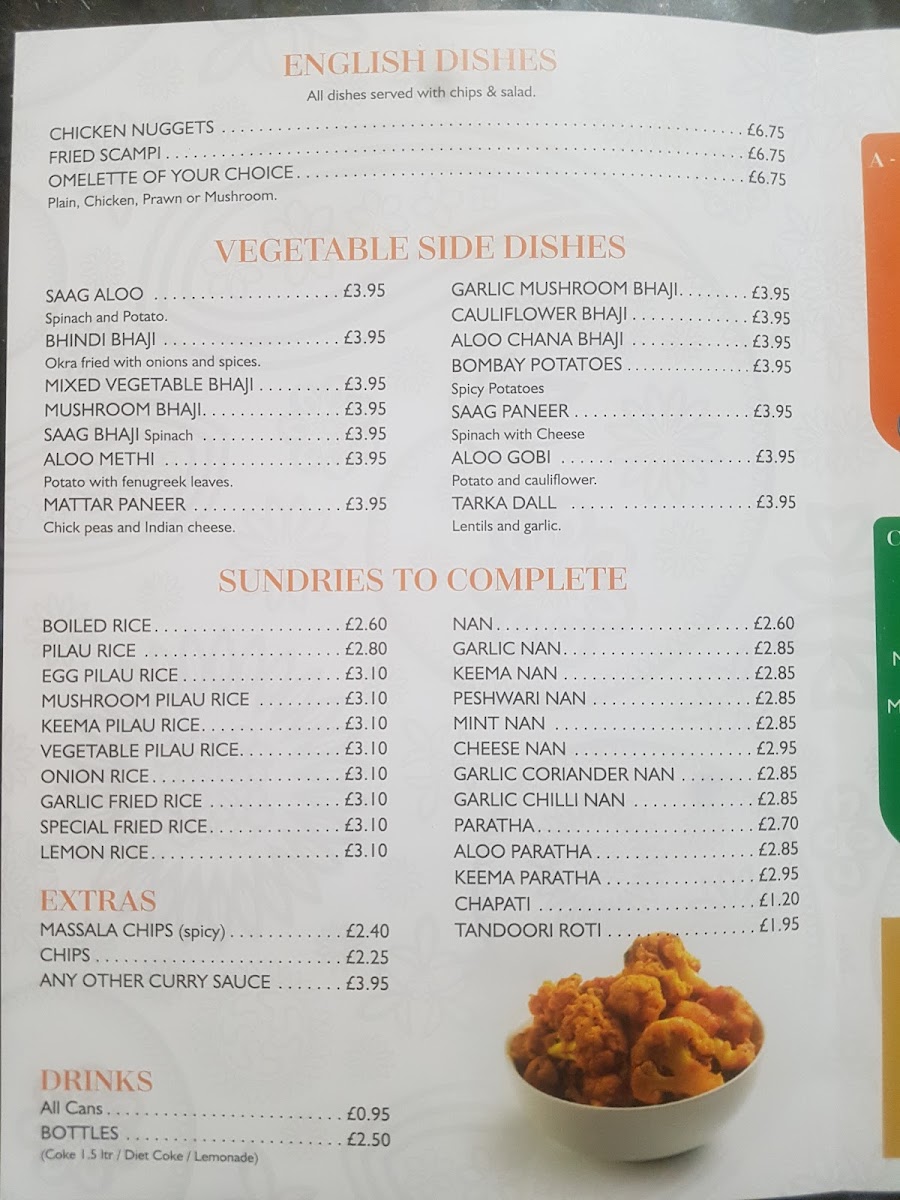 ENGLISH DISHES
All dishes served with chips & salad.
CHICKEN NUGGETS £6.75
FRIED SCAMPI £6.75
OMELETTE OF YOUR CHOICE £6.75
Plain, Chicken, Prawn or Mushroom.
VEGETABLE SIDE DISHES
SAAG ALOO £3.95
Spinach and Potato.
BHINDI BHAJI £3.95
Okra fried with onions and spices.
MIXED VEGETABLE BHAJI £3.95
MUSHROOM BHAJI £3.95
SAAG BHAJI Spinach £3.95
ALOO METHI £3.95
Potato with fenugreek leaves.
MATTAR PANEER £3.95
Chick peas and Indian cheese.
GARLIC MUSHROOM BHAJI £3.95
CAULIFLOWER BHAJI £3.95
ALOO CHANA BHAJI £3.95
BOMBAY POTATOES £3.95
Spicy Potatoes
SAAG PANEER £3.95
Spinach with Cheese
ALOO GOBI £3.95
Potato and cauliflower.
TARKA DALL £3.95
Lentils and garlic.
SUNDRIES TO COMPLETE
BOILED RICE £2.60
PILAU RICE £2.80
EGG PILAU RICE £3.10
MUSHROOM PILAU RICE £3.10
KEEMA PILAU RICE £3.10
VEGETABLE PILAU RICE £3.10
ONION RICE £3.10
GARLIC FRIED RICE £3.10
SPECIAL FRIED RICE £3.10
LEMON RICE £3.10
NAN £2.60
GARLIC NAN £2.85
KEEMA NAN £2.85
PESHWARI NAN £2.85
MINT NAN £2.85
CHEESE NAN £2.95
GARLIC CORIANDER NAN £2.85
GARLIC CHILLI NAN £2.85
PARATHA £2.70
ALOO PARATHA £2.85
KEEMA PARATHA £2.95
CHAPATI £1.20
TANDOORI ROTI £1.95
EXTRAS
MASSALA CHIPS (spicy) £2.40
CHIPS £2.25
ANY OTHER CURRY SAUCE £3.95
DRINKS
All Cans £0.95
BOTTLES £2.50
(Coke 1.5 ltr / Diet Coke / Lemonade)
A -